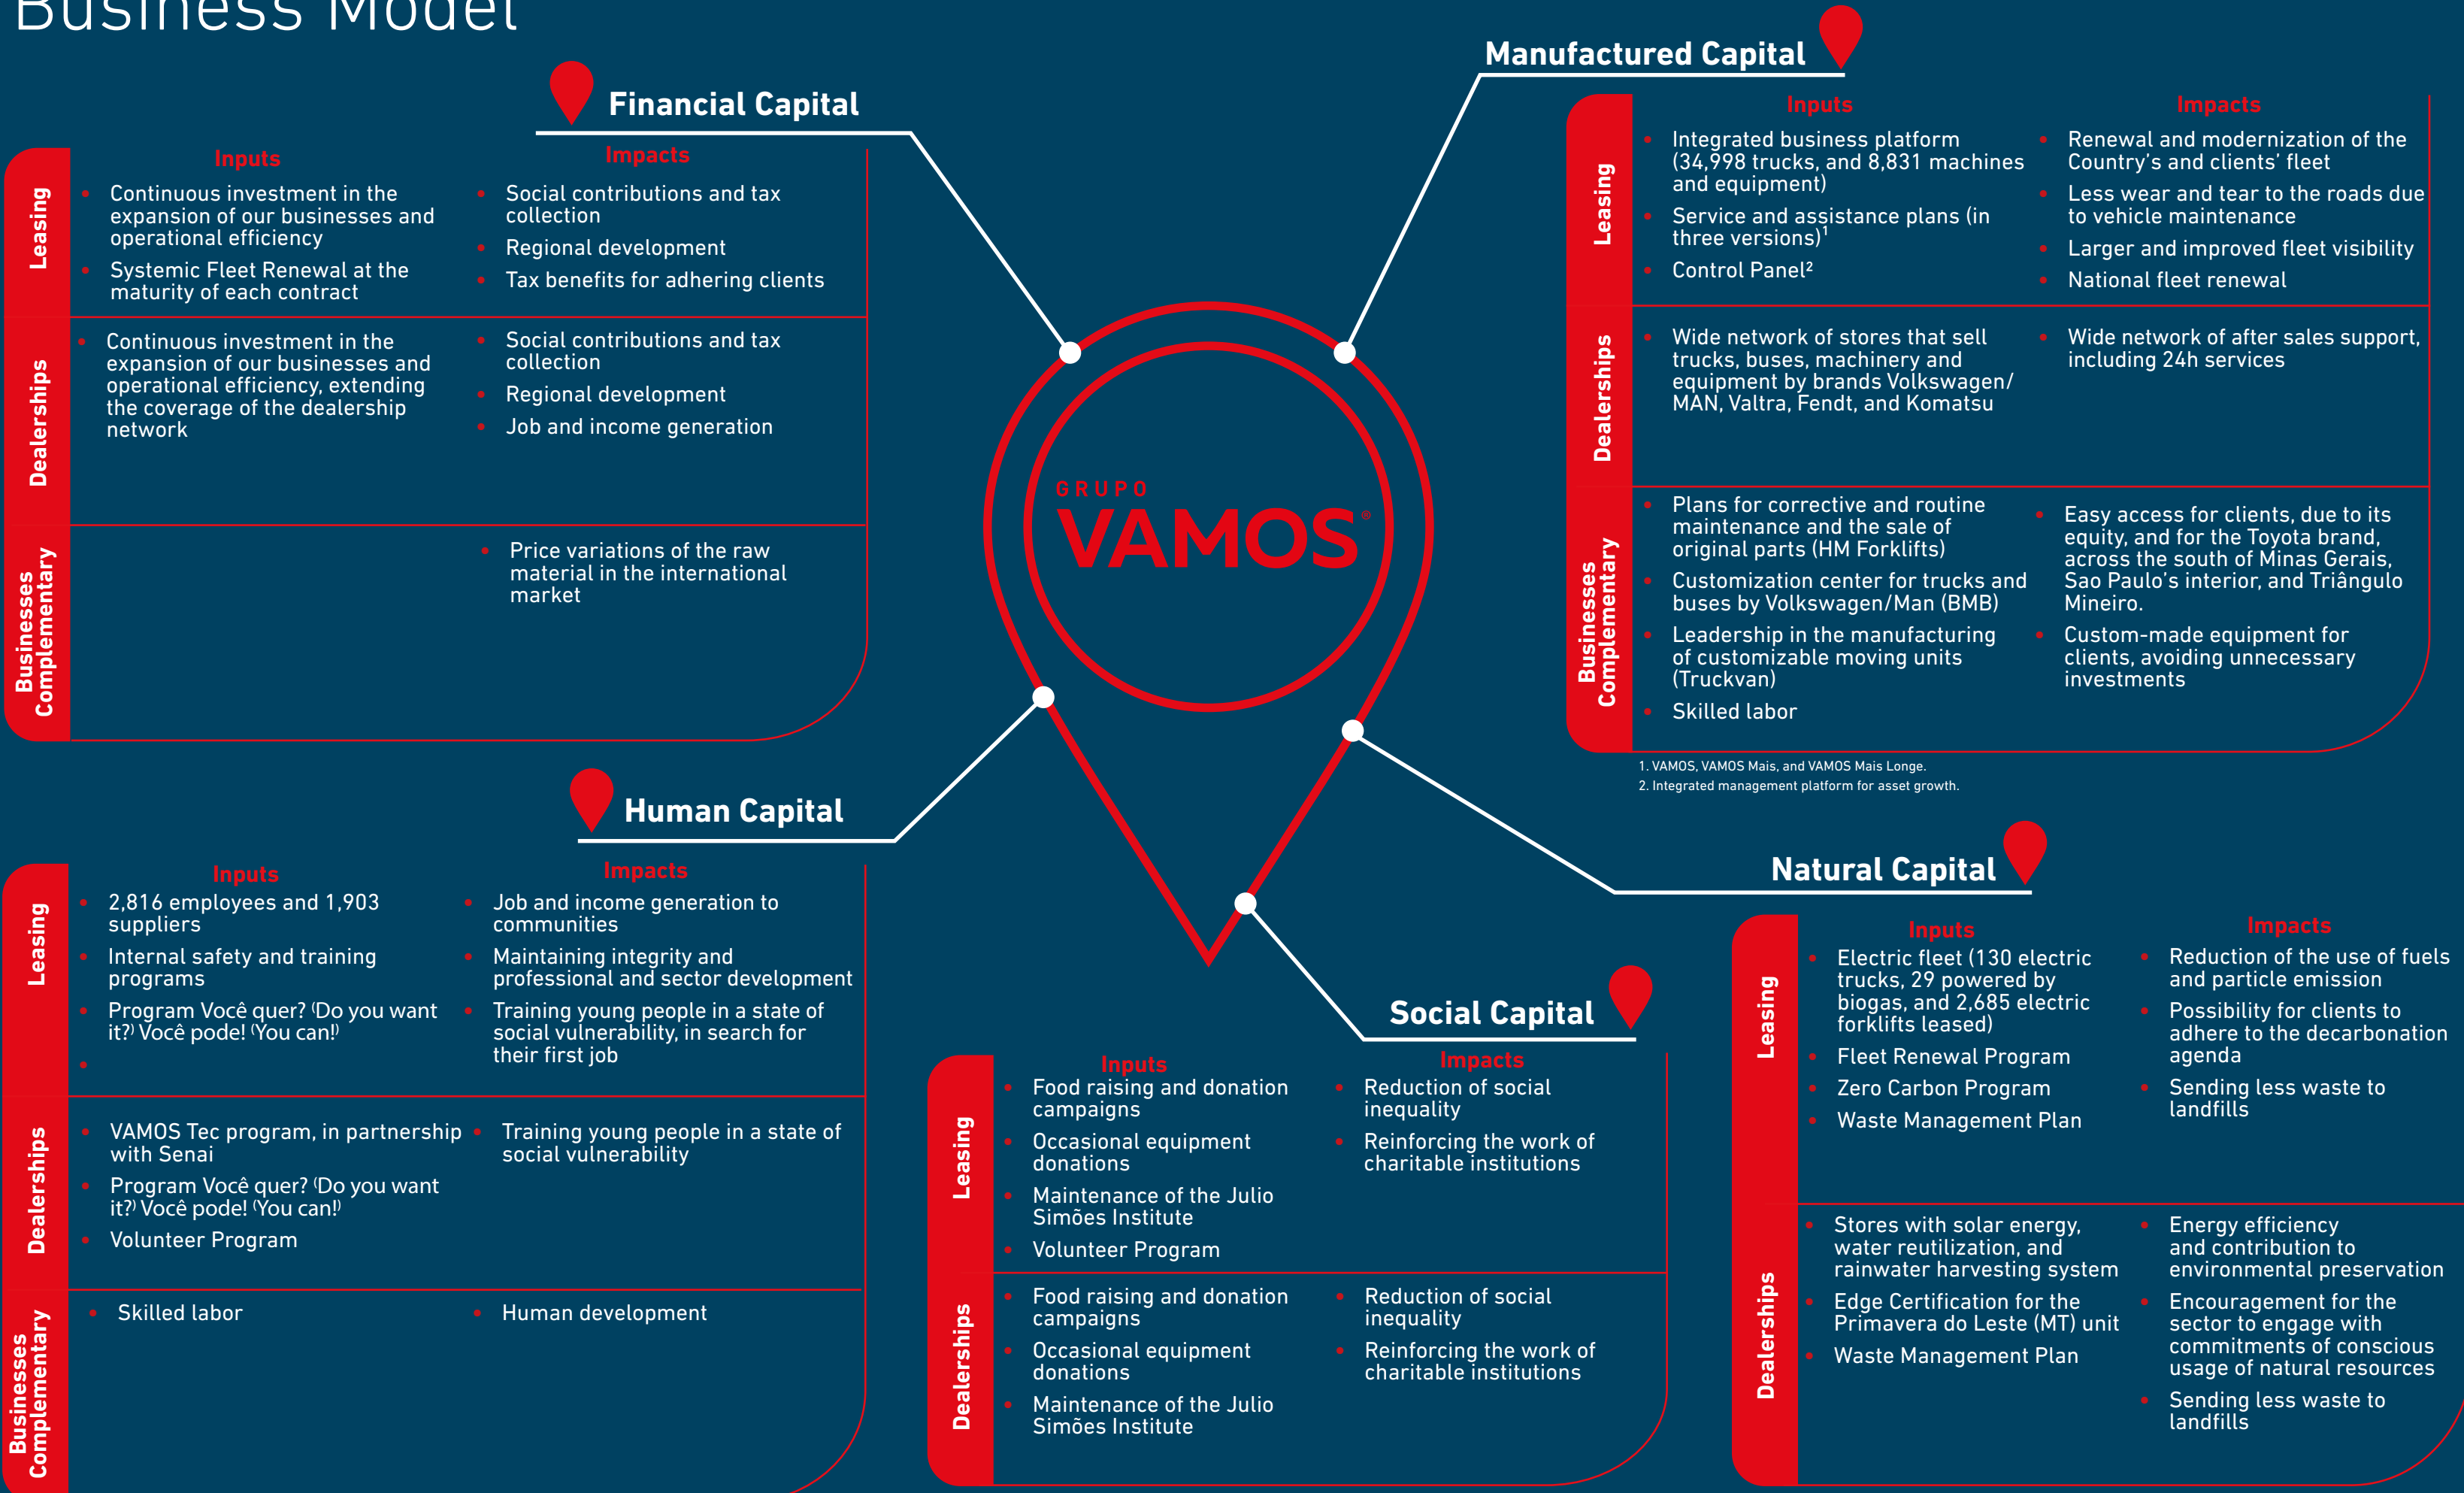 Business Model
Financial Capital
Inputs
Impacts
Leasing
• Continuous investment in the
expansion of our businesses and
operational efficiency
• Systemic Fleet Renewal at the
maturity of each contract
• Social contributions and tax
collection
• Regional development
• Tax benefits for adhering clients
Dealerships
• Continuous investment in the
expansion of our businesses and
operational efficiency, extending
the coverage of the dealership
network
• Social contributions and tax
collection
• Regional development
• Job and income generation
Businesses
Complementary
• Price variations of the raw
material in the international
market
Manufactured Capital
Inputs
Impacts
Leasing
• Integrated business platform
(34,998 trucks, and 8,831 machines
and equipment)
• Service and assistance plans (in
three versions)¹
• Control Panel²
• Renewal and modernization of the
Country's and clients' fleet
• Less wear and tear to the roads due
to vehicle maintenance
• Larger and improved fleet visibility
• National fleet renewal
Dealerships
• Wide network of stores that sell
trucks, buses, machinery and
equipment by brands Volkswagen/
MAN, Valtra, Fendt, and Komatsu
• Wide network of after sales support,
including 24h services
Businesses
Complementary
• Plans for corrective and routine
maintenance and the sale of
original parts (HM Forklifts)
• Customization center for trucks and
buses by Volkswagen/Man (BMB)
• Leadership in the manufacturing
of customizable moving units
(Truckvan)
• Skilled labor
• Easy access for clients, due to its
equity, and for the Toyota brand,
across the south of Minas Gerais,
Sao Paulo's interior, and Triângulo
Mineiro.
• Custom-made equipment for
clients, avoiding unnecessary
investments
1. VAMOS, VAMOS Mais, and VAMOS Mais Longe.
2. Integrated management platform for asset growth.
GRUPO
VAMOS®
Human Capital
Inputs
Impacts
Leasing
• 2,816 employees and 1,903
suppliers
• Internal safety and training
programs
• Program Você quer? (Do you want
it?) Você pode! (You can!)
•
• Job and income generation to
communities
• Maintaining integrity and
professional and sector development
• Training young people in a state of
social vulnerability, in search for
their first job
Dealerships
• VAMOS Tec program, in partnership
with Senai
• Program Você quer? (Do you want
it?) Você pode! (You can!)
• Volunteer Program
• Training young people in a state of
social vulnerability
Businesses
Complementary
• Skilled labor
• Human development
Social Capital
Inputs
Impacts
Leasing
• Food raising and donation
campaigns
• Occasional equipment
donations
• Maintenance of the Julio
Simões Institute
• Volunteer Program
• Reduction of social
inequality
• Reinforcing the work of
charitable institutions
Dealerships
• Food raising and donation
campaigns
• Occasional equipment
donations
• Maintenance of the Julio
Simões Institute
• Reduction of social
inequality
• Reinforcing the work of
charitable institutions
Natural Capital
Inputs
Impacts
Leasing
• Electric fleet (130 electric
trucks, 29 powered by
biogas, and 2,685 electric
forklifts leased)
• Fleet Renewal Program
• Zero Carbon Program
• Waste Management Plan
• Reduction of the use of fuels
and particle emission
• Possibility for clients to
adhere to the decarbonation
agenda
• Sending less waste to
landfills
Dealerships
• Stores with solar energy,
water reutilization, and
rainwater harvesting system
• Edge Certification for the
Primavera do Leste (MT) unit
• Waste Management Plan
• Energy efficiency
and contribution to
environmental preservation
• Encouragement for the
sector to engage with
commitments of conscious
usage of natural resources
• Sending less waste to
landfills